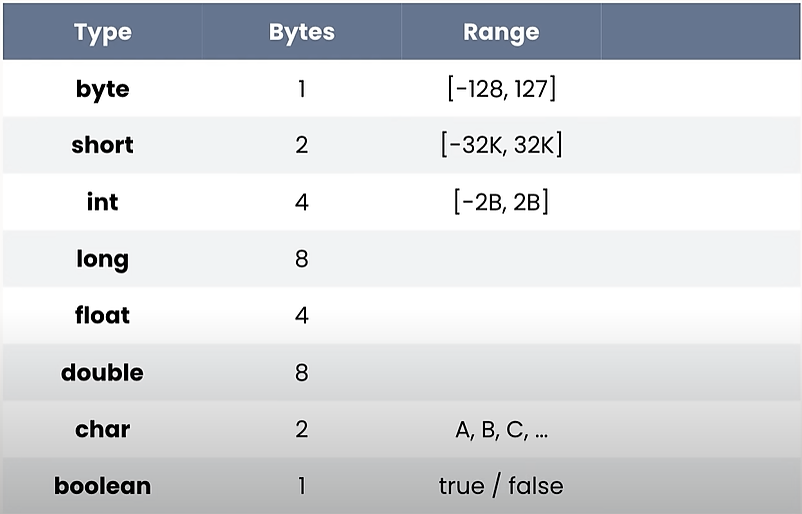 Type Bytes Range
byte 1 [-128, 127]
short 2 [-32K, 32K]
int 4 [-2B, 2B]
long 8
float 4
double 8
char 2 A, B, C, ...
boolean 1 true / false